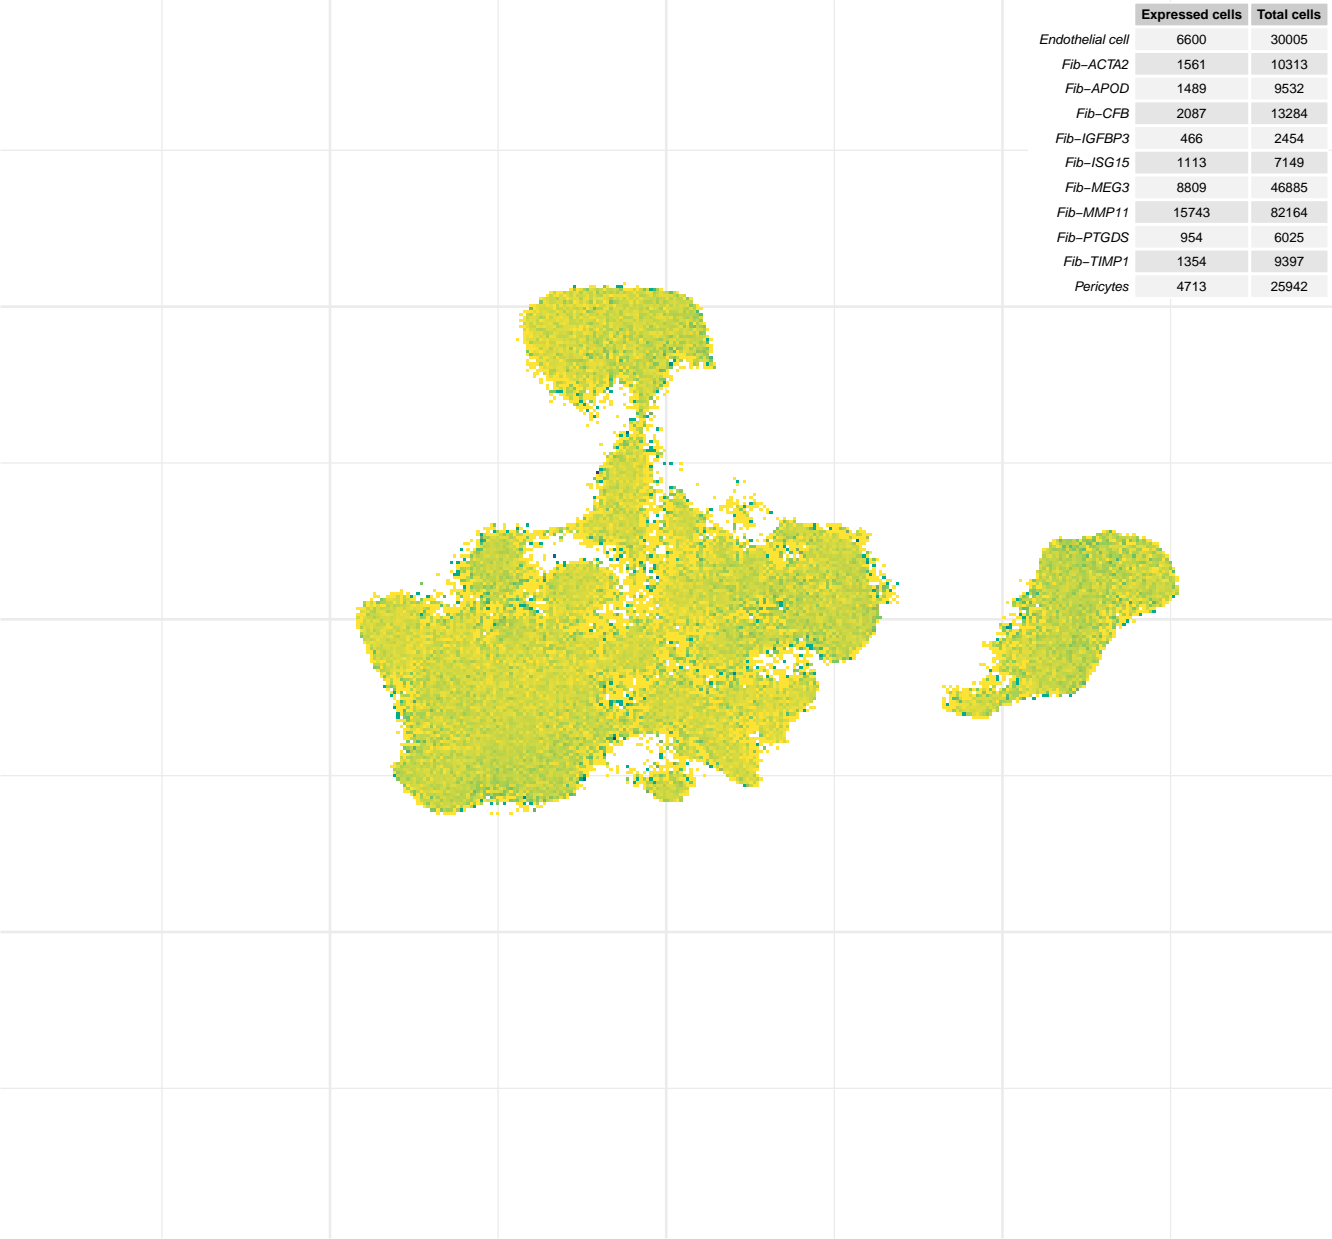 Expressed cells Total cells
Endothelial cell 6600 30005
Fib−ACTA2 1561 10313
Fib−APOD 1489 9532
Fib−CFB 2087 13284
Fib−IGFBP3 466 2454
Fib−ISG15 1113 7149
Fib−MEG3 8809 46885
Fib−MMP11 15743 82164
Fib−PTGDS 954 6025
Fib−TIMP1 1354 9397
Pericytes 4713 25942